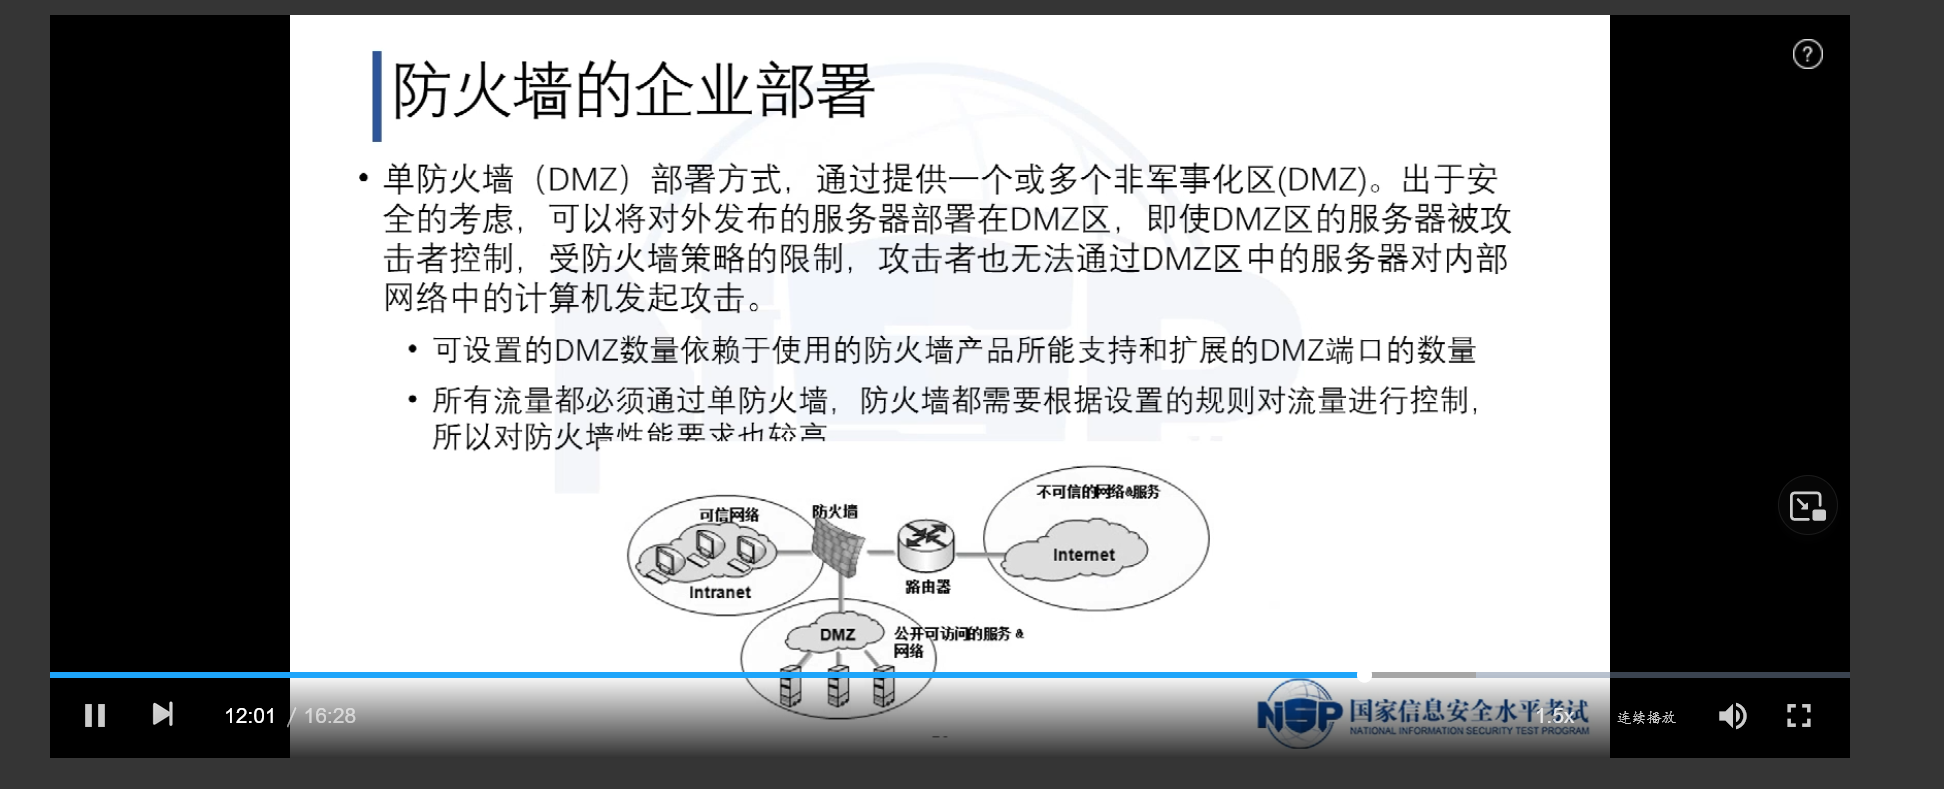 防火墙的企业部署
• 单防火墙（DMZ）部署方式，通过提供一个或多个非军事化区(DMZ)。出于安
全的考虑，可以将对外发布的服务器部署在DMZ区，即使DMZ区的服务器被攻
击者控制，受防火墙策略的限制，攻击者也无法通过DMZ区中的服务器对内部
网络中的计算机发起攻击。
• 可设置的DMZ数量依赖于使用的防火墙产品所能支持和扩展的DMZ端口的数量
• 所有流量都必须通过单防火墙，防火墙都需要根据设置的规则对流量进行控制，
所以对防火墙性能要求也较高
不可信的网络&服务
可信网络
防火墙
Internet
路由器
Intranet
DMZ
公开可访问的服务 &
网络
12:01 / 16:28
NISP 国家信息安全水平考试
NATIONAL INFORMATION SECURITY TEST PROGRAM
1.5x
连续播放